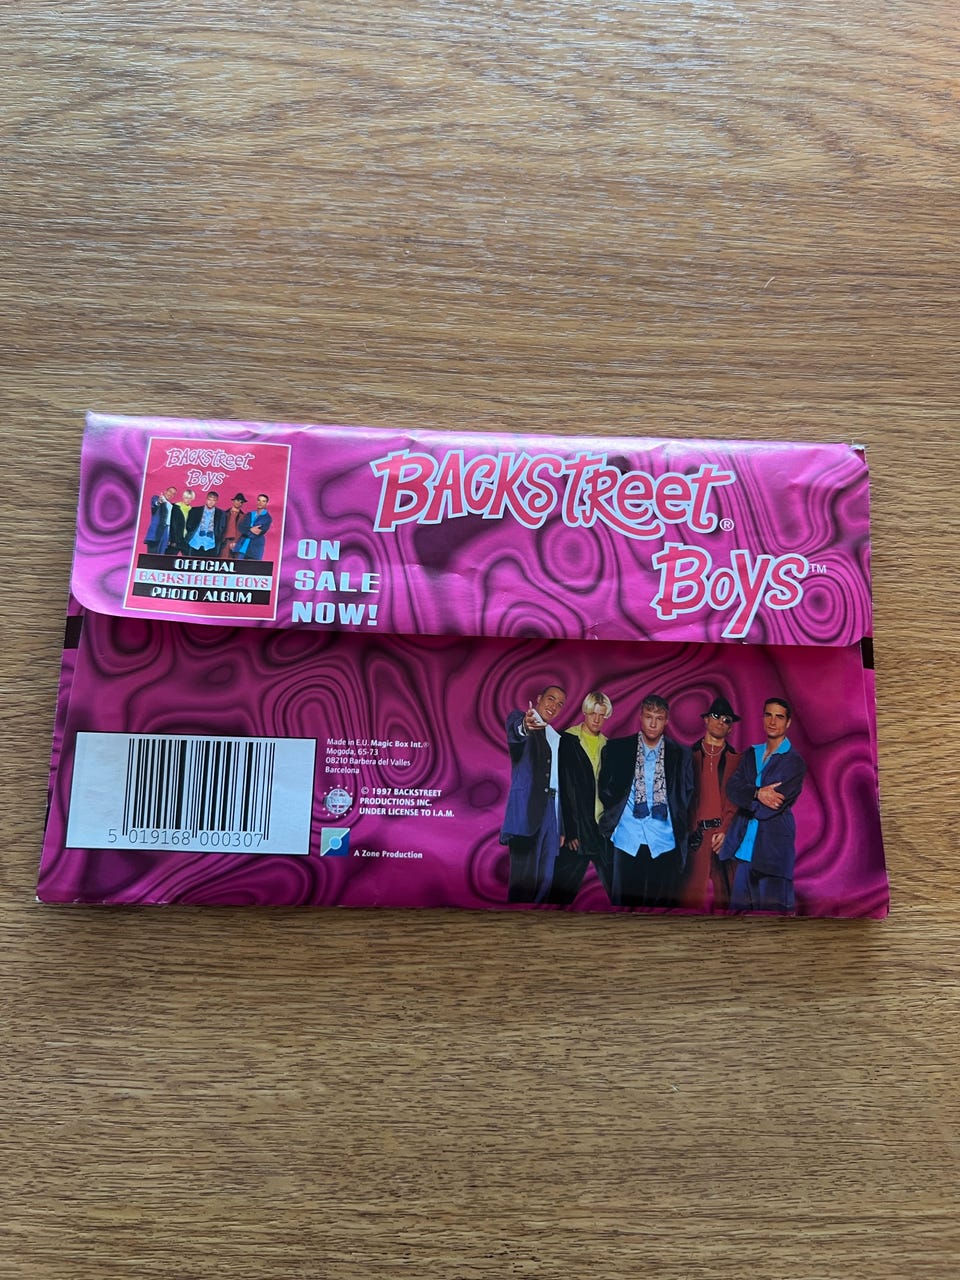 BACKSTREET
BOYS
OFFICIAL
BACKSTREET BOYS
PHOTO ALBUM
ON
SALE
NOW!
BACKSTREET®
BOYS™
5 019168 000307
Made in E.U. Magic Box Int.®
Mogoda, 65-73
08210 Barbera del Valles
Barcelona
© 1997 BACKSTREET
PRODUCTIONS INC.
UNDER LICENSE TO I.A.M.
A Zone Production